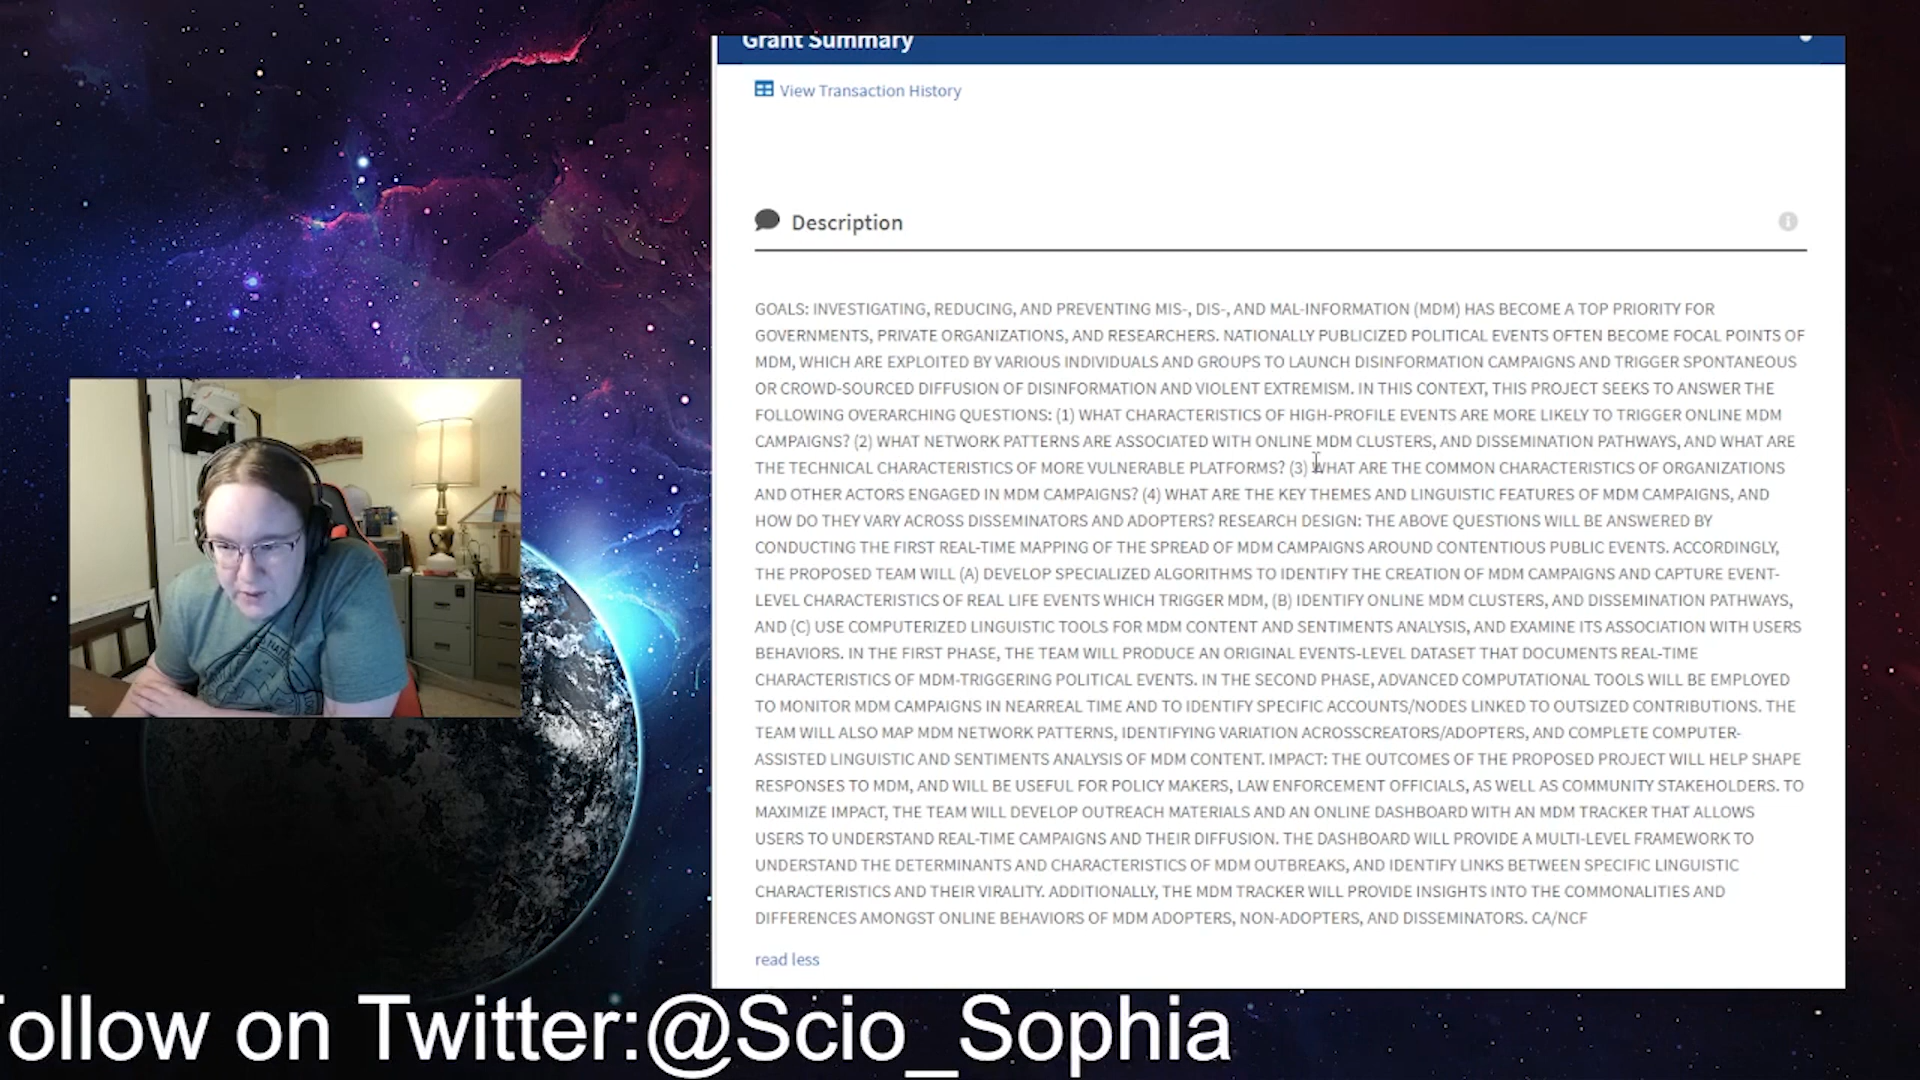 Grant Summary
View Transaction History
Description
GOALS: INVESTIGATING, REDUCING, AND PREVENTING MIS-, DIS-, AND MAL-INFORMATION (MDM) HAS BECOME A TOP PRIORITY FOR
GOVERNMENTS, PRIVATE ORGANIZATIONS, AND RESEARCHERS. NATIONALLY PUBLICIZED POLITICAL EVENTS OFTEN BECOME FOCAL POINTS OF
MDM, WHICH ARE EXPLOITED BY VARIOUS INDIVIDUALS AND GROUPS TO LAUNCH DISINFORMATION CAMPAIGNS AND TRIGGER SPONTANEOUS
OR CROWD-SOURCED DIFFUSION OF DISINFORMATION AND VIOLENT EXTREMISM. IN THIS CONTEXT, THIS PROJECT SEEKS TO ANSWER THE
FOLLOWING OVERARCHING QUESTIONS: (1) WHAT CHARACTERISTICS OF HIGH-PROFILE EVENTS ARE MORE LIKELY TO TRIGGER ONLINE MDM
CAMPAIGNS? (2) WHAT NETWORK PATTERNS ARE ASSOCIATED WITH ONLINE MDM CLUSTERS, AND DISSEMINATION PATHWAYS, AND WHAT ARE
THE TECHNICAL CHARACTERISTICS OF MORE VULNERABLE PLATFORMS? (3) WHAT ARE THE COMMON CHARACTERISTICS OF ORGANIZATIONS
AND OTHER ACTORS ENGAGED IN MDM CAMPAIGNS? (4) WHAT ARE THE KEY THEMES AND LINGUISTIC FEATURES OF MDM CAMPAIGNS, AND
HOW DO THEY VARY ACROSS DISSEMINATORS AND ADOPTERS? RESEARCH DESIGN: THE ABOVE QUESTIONS WILL BE ANSWERED BY
CONDUCTING THE FIRST REAL-TIME MAPPING OF THE SPREAD OF MDM CAMPAIGNS AROUND CONTENTIOUS PUBLIC EVENTS. ACCORDINGLY,
THE PROPOSED TEAM WILL (A) DEVELOP SPECIALIZED ALGORITHMS TO IDENTIFY THE CREATION OF MDM CAMPAIGNS AND CAPTURE EVENT-
LEVEL CHARACTERISTICS OF REAL LIFE EVENTS WHICH TRIGGER MDM, (B) IDENTIFY ONLINE MDM CLUSTERS, AND DISSEMINATION PATHWAYS,
AND (C) USE COMPUTERIZED LINGUISTIC TOOLS FOR MDM CONTENT AND SENTIMENTS ANALYSIS, AND EXAMINE ITS ASSOCIATION WITH USERS
BEHAVIORS. IN THE FIRST PHASE, THE TEAM WILL PRODUCE AN ORIGINAL EVENTS-LEVEL DATASET THAT DOCUMENTS REAL-TIME
CHARACTERISTICS OF MDM-TRIGGERING POLITICAL EVENTS. IN THE SECOND PHASE, ADVANCED COMPUTATIONAL TOOLS WILL BE EMPLOYED
TO MONITOR MDM CAMPAIGNS IN NEARREAL TIME AND TO IDENTIFY SPECIFIC ACCOUNTS/NODES LINKED TO OUTSIZED CONTRIBUTIONS. THE
TEAM WILL ALSO MAP MDM NETWORK PATTERNS, IDENTIFYING VARIATION ACROSSCREATORS/ADOPTERS, AND COMPLETE COMPUTER-
ASSISTED LINGUISTIC AND SENTIMENTS ANALYSIS OF MDM CONTENT. IMPACT: THE OUTCOMES OF THE PROPOSED PROJECT WILL HELP SHAPE
RESPONSES TO MDM, AND WILL BE USEFUL FOR POLICY MAKERS, LAW ENFORCEMENT OFFICIALS, AS WELL AS COMMUNITY STAKEHOLDERS. TO
MAXIMIZE IMPACT, THE TEAM WILL DEVELOP OUTREACH MATERIALS AND AN ONLINE DASHBOARD WITH AN MDM TRACKER THAT ALLOWS
USERS TO UNDERSTAND REAL-TIME CAMPAIGNS AND THEIR DIFFUSION. THE DASHBOARD WILL PROVIDE A MULTI-LEVEL FRAMEWORK TO
UNDERSTAND THE DETERMINANTS AND CHARACTERISTICS OF MDM OUTBREAKS, AND IDENTIFY LINKS BETWEEN SPECIFIC LINGUISTIC
CHARACTERISTICS AND THEIR VIRALITY. ADDITIONALLY, THE MDM TRACKER WILL PROVIDE INSIGHTS INTO THE COMMONALITIES AND
DIFFERENCES AMONGST ONLINE BEHAVIORS OF MDM ADOPTERS, NON-ADOPTERS, AND DISSEMINATORS. CA/NCF
read less
ollow on Twitter:@Scio_Sophia